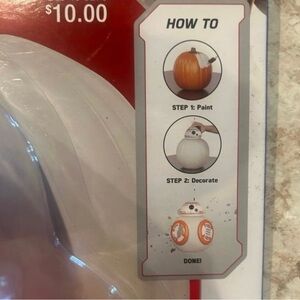 $10.00
HOW TO
STEP 1: Paint
STEP 2: Decorate
DONE!